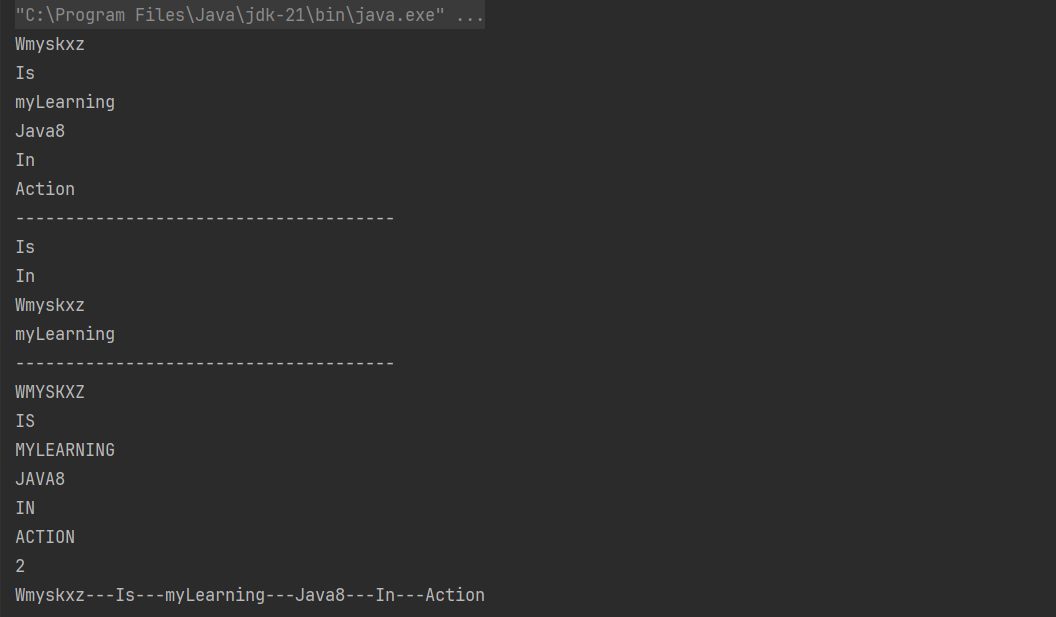 "C:\Program Files\Java\jdk-21\bin\java.exe" ...
Wmyskxz
Is
myLearning
Java8
In
Action
--------------------------------------
Is
In
Wmyskxz
myLearning
--------------------------------------
WMYSKXZ
IS
MYLEARNING
JAVA8
IN
ACTION
2
Wmyskxz---Is---myLearning---Java8---In---Action